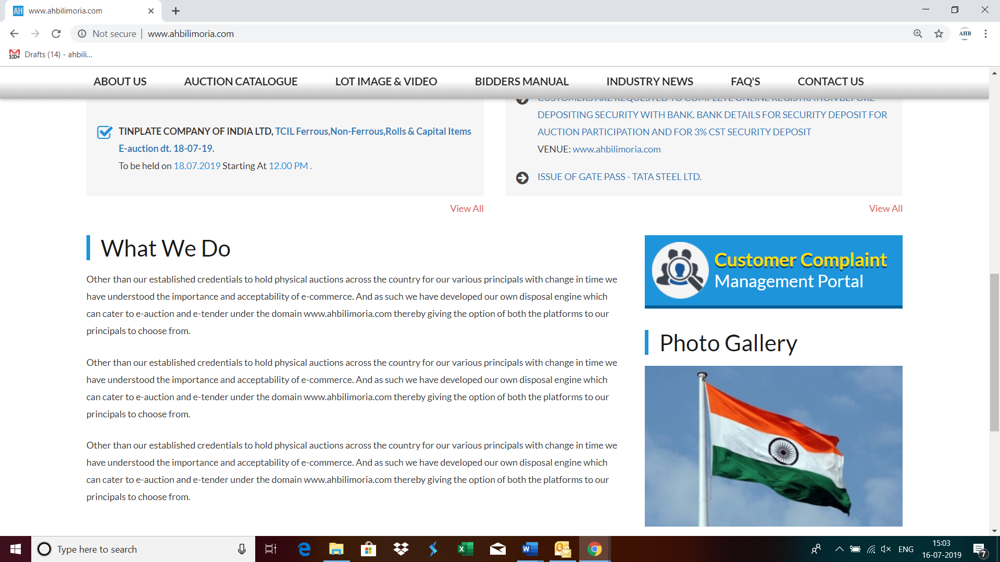 AH www.ahbilimoria.com
Not secure | www.ahbilimoria.com
AHB
100+ Drafts (14) - ahbili...
ABOUT US AUCTION CATALOGUE LOT IMAGE & VIDEO BIDDERS MANUAL INDUSTRY NEWS FAQ'S CONTACT US
TINPLATE COMPANY OF INDIA LTD, TCIL Ferrous,Non-Ferrous,Rolls & Capital Items
E-auction dt. 18-07-19.
To be held on 18.07.2019 Starting At 12.00 PM .
View All
CUSTOMERS ARE REQUESTED TO COMPLETE ONLINE REGISTRATION BEFORE
DEPOSITING SECURITY WITH BANK. BANK DETAILS FOR SECURITY DEPOSIT FOR
AUCTION PARTICIPATION AND FOR 3% CST SECURITY DEPOSIT
VENUE: www.ahbilimoria.com
ISSUE OF GATE PASS - TATA STEEL LTD.
View All
What We Do
Other than our established credentials to hold physical auctions across the country for our various principals with change in time we
have understood the importance and acceptability of e-commerce. And as such we have developed our own disposal engine which
can cater to e-auction and e-tender under the domain www.ahbilimoria.com thereby giving the option of both the platforms to our
principals to choose from.
Other than our established credentials to hold physical auctions across the country for our various principals with change in time we
have understood the importance and acceptability of e-commerce. And as such we have developed our own disposal engine which
can cater to e-auction and e-tender under the domain www.ahbilimoria.com thereby giving the option of both the platforms to our
principals to choose from.
Other than our established credentials to hold physical auctions across the country for our various principals with change in time we
have understood the importance and acceptability of e-commerce. And as such we have developed our own disposal engine which
can cater to e-auction and e-tender under the domain www.ahbilimoria.com thereby giving the option of both the platforms to our
principals to choose from.
Customer Complaint
Management Portal
Photo Gallery
Type here to search
ENG
15:03
16-07-2019
7